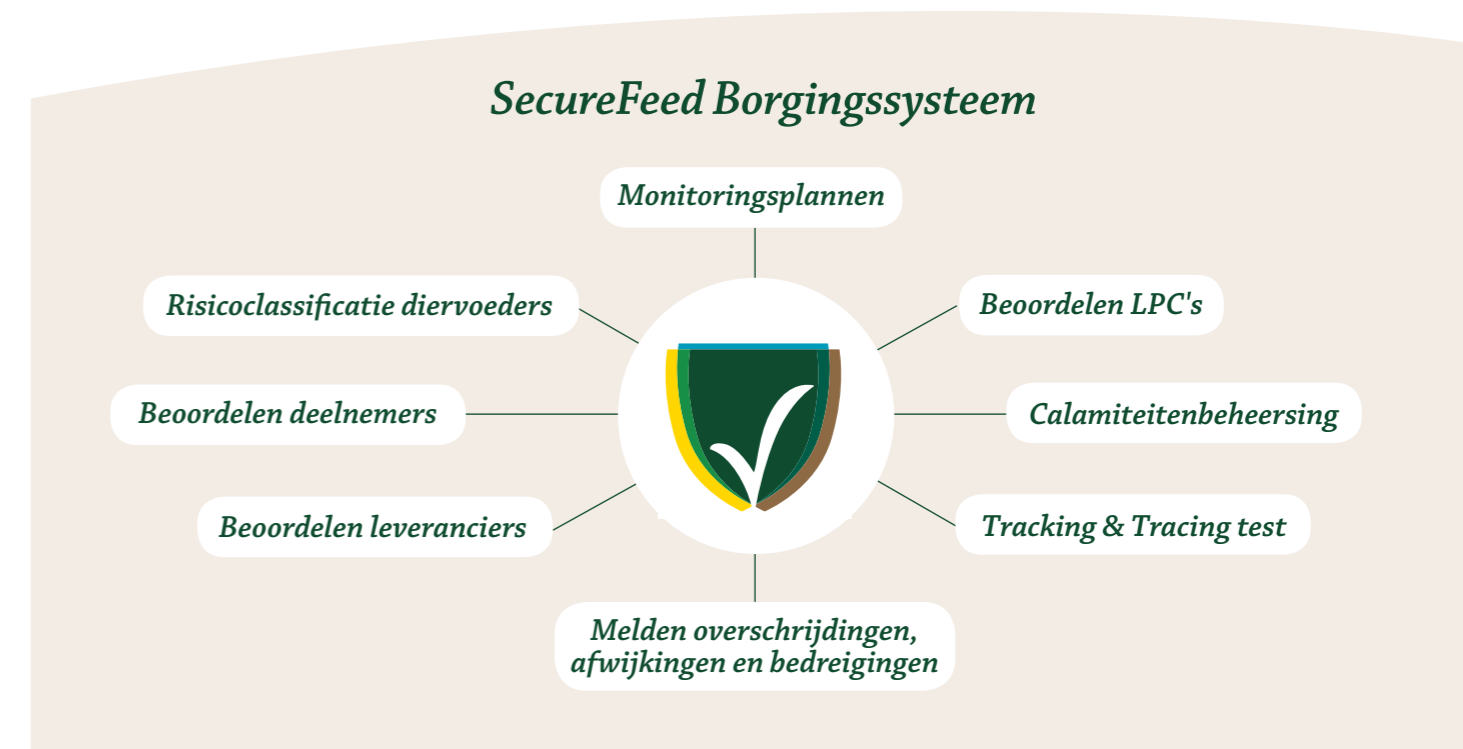 SecureFeed Borgingssysteem
Monitoringsplannen
Risicoclassificatie diervoeders
Beoordelen LPC's
Beoordelen deelnemers
Calamiteitenbeheersing
Beoordelen leveranciers
Tracking & Tracing test
Melden overschrijdingen,
afwijkingen en bedreigingen